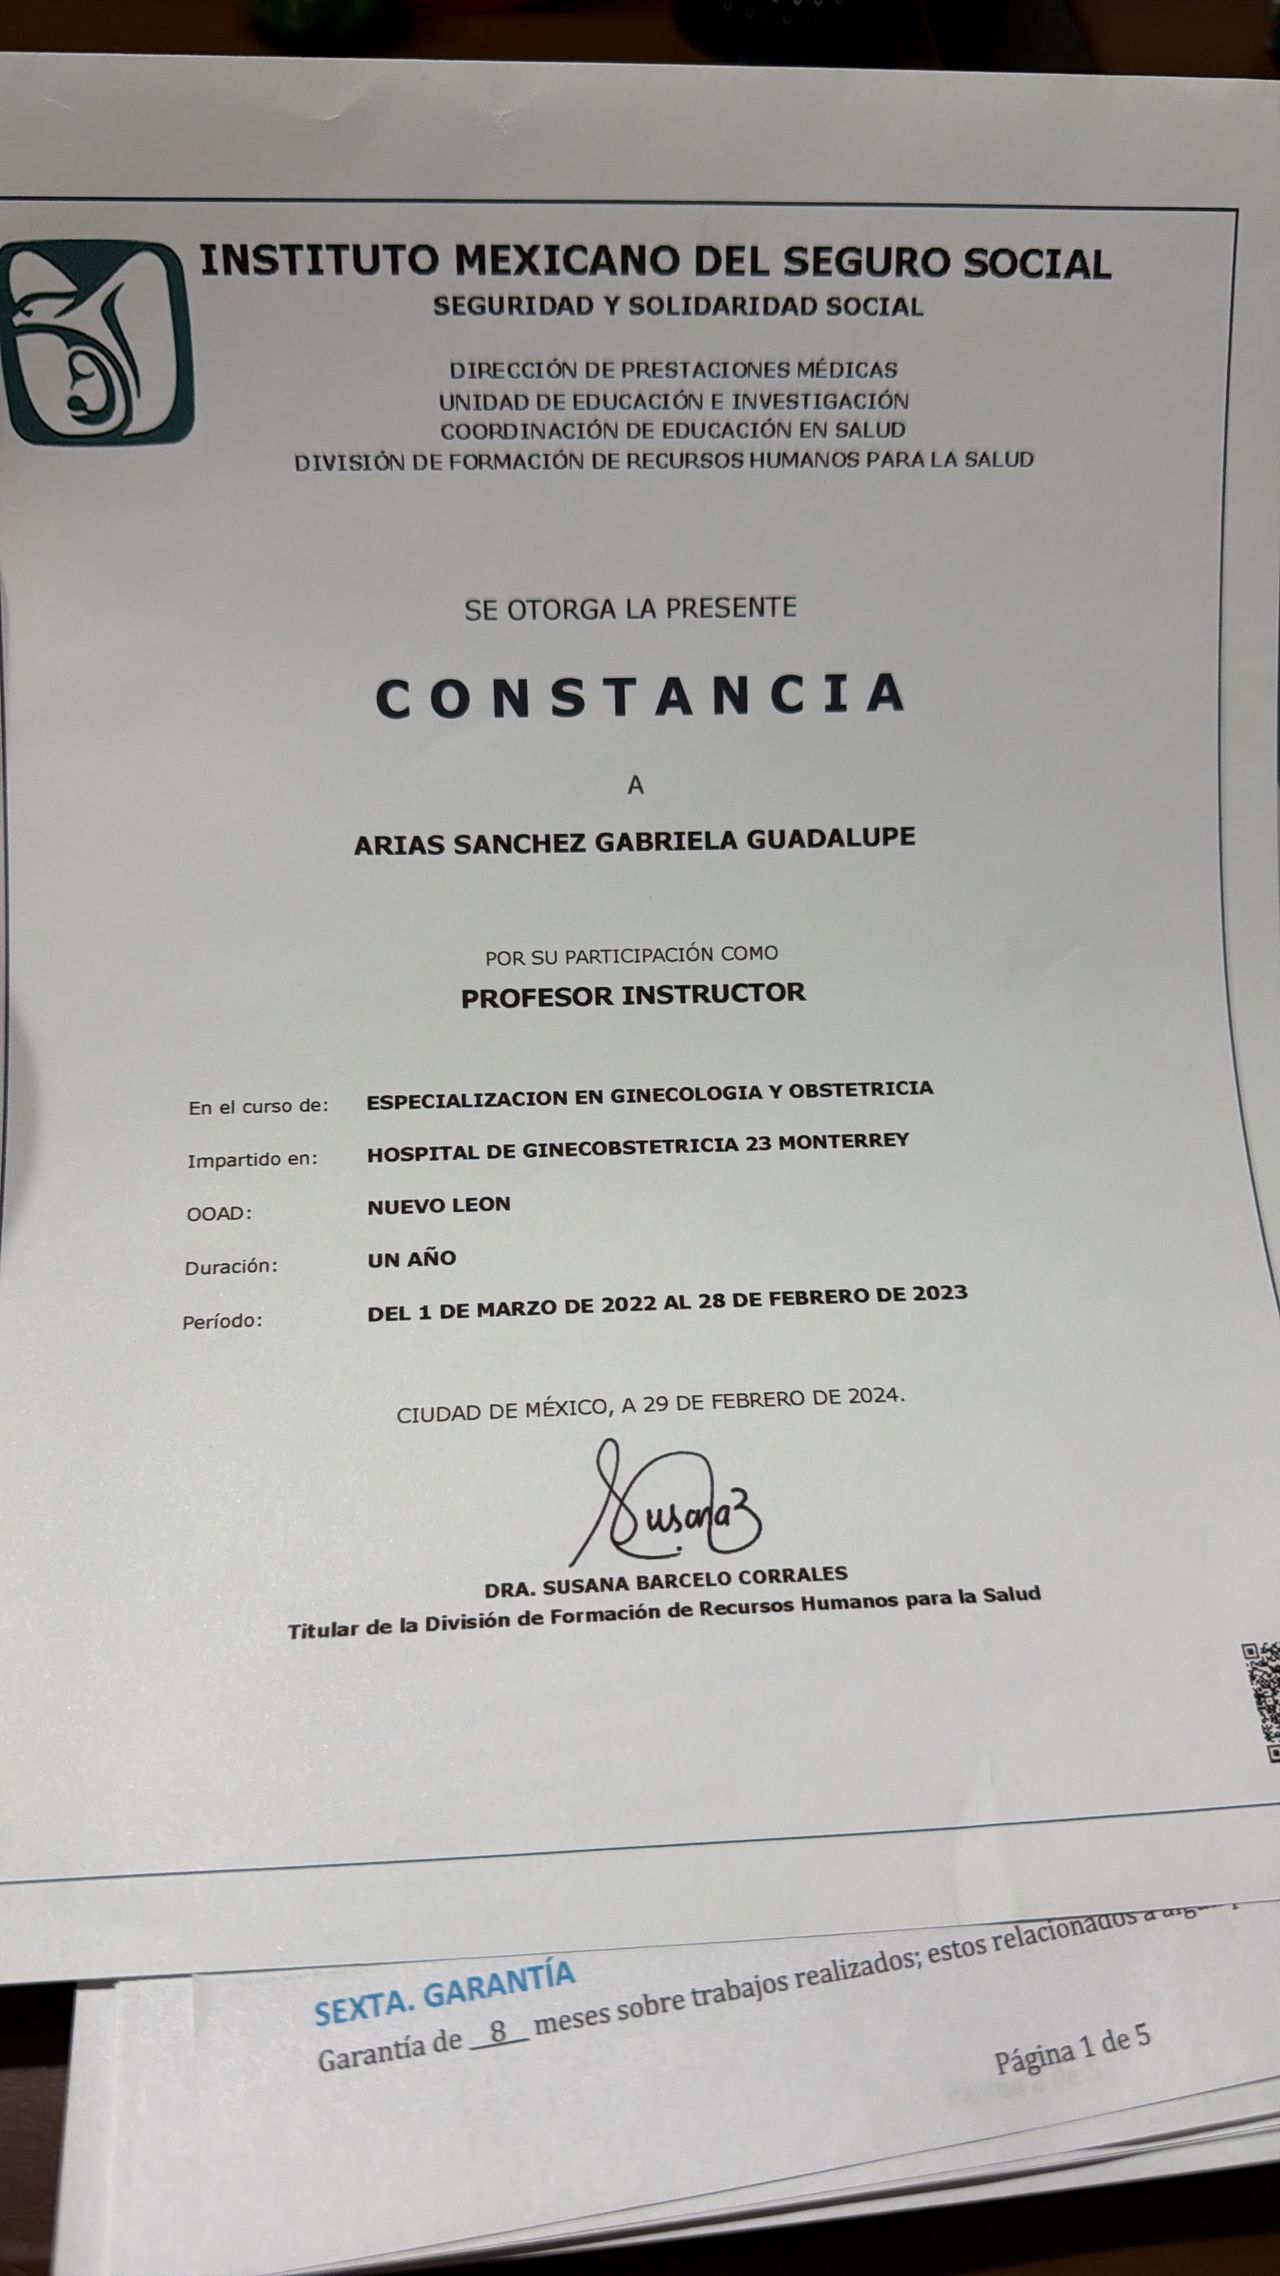 INSTITUTO MEXICANO DEL SEGURO SOCIAL
SEGURIDAD Y SOLIDARIDAD SOCIAL
DIRECCIÓN DE PRESTACIONES MÉDICAS
UNIDAD DE EDUCACIÓN E INVESTIGACIÓN
COORDINACIÓN DE EDUCACIÓN EN SALUD
DIVISIÓN DE FORMACIÓN DE RECURSOS HUMANOS PARA LA SALUD
SE OTORGA LA PRESENTE
CONSTANCIA
A
ARIAS SANCHEZ GABRIELA GUADALUPE
POR SU PARTICIPACIÓN COMO
PROFESOR INSTRUCTOR
En el curso de: ESPECIALIZACION EN GINECOLOGIA Y OBSTETRICIA
Impartido en: HOSPITAL DE GINECOBSTETRICIA 23 MONTERREY
OOAD: NUEVO LEON
Duración: UN AÑO
Período: DEL 1 DE MARZO DE 2022 AL 28 DE FEBRERO DE 2023
CIUDAD DE MÉXICO, A 29 DE FEBRERO DE 2024.
SusanaB
DRA. SUSANA BARCELO CORRALES
Titular de la División de Formación de Recursos Humanos para la Salud
SEXTA. GARANTÍA
Garantía de 8 meses sobre trabajos realizados; estos relacionados a
Página 1 de 5